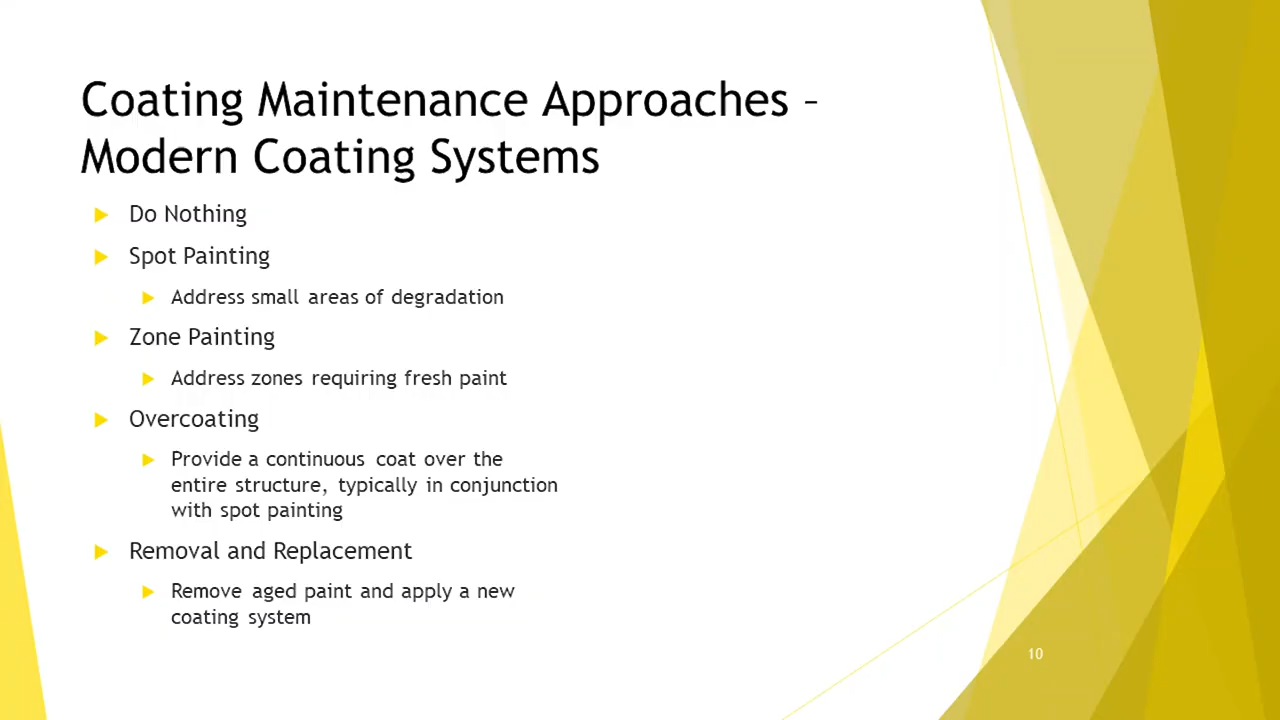 Coating Maintenance Approaches –
Modern Coating Systems
Do Nothing
Spot Painting
Address small areas of degradation
Zone Painting
Address zones requiring fresh paint
Overcoating
Provide a continuous coat over the
entire structure, typically in conjunction
with spot painting
Removal and Replacement
Remove aged paint and apply a new
coating system
10